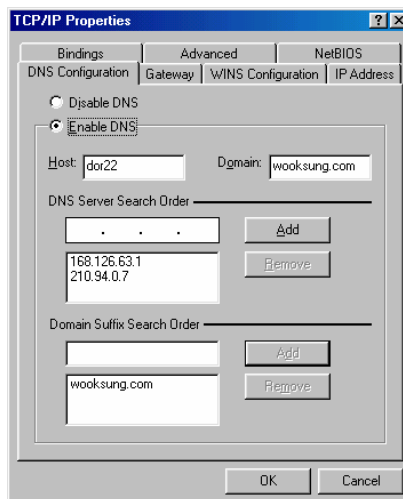 TCP/IP Properties
Bindings Advanced NetBIOS
DNS Configuration Gateway WINS Configuration IP Address
Disable DNS
Enable DNS
Host: dor22 Domain: wooksung.com
DNS Server Search Order
. . . Add
168.126.63.1 Remove
210.94.0.7
Domain Suffix Search Order
Add
wooksung.com Remove
OK Cancel